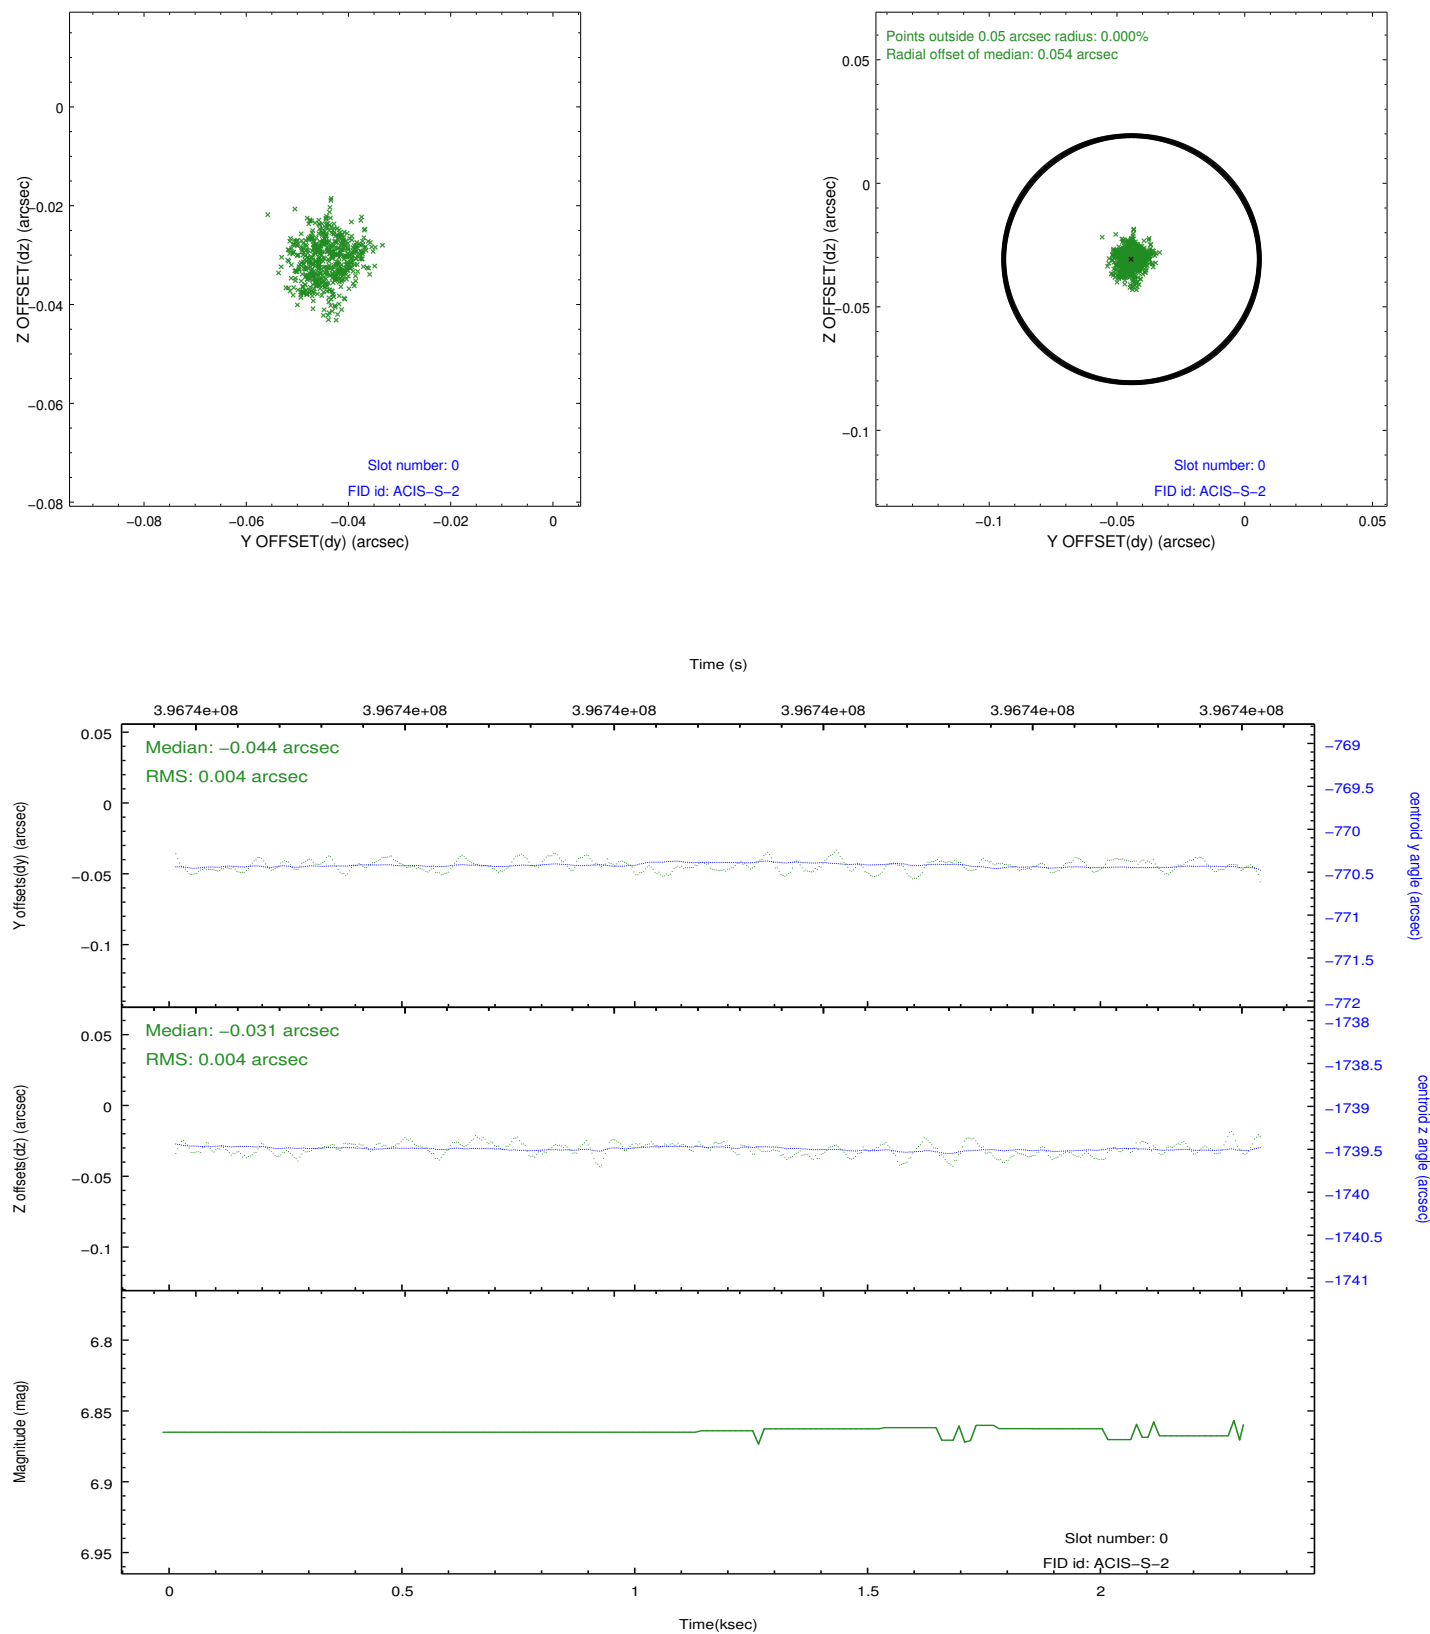 0
−0.02
−0.04
−0.06
−0.08
Z OFFSET(dz) (arcsec)
Slot number: 0
FID id: ACIS−S−2
−0.08
−0.06
−0.04
−0.02
0
Y OFFSET(dy) (arcsec)
Points outside 0.05 arcsec radius: 0.000%
Radial offset of median: 0.054 arcsec
0.05
0
−0.05
−0.1
Z OFFSET(dz) (arcsec)
Slot number: 0
FID id: ACIS−S−2
−0.1
−0.05
0
0.05
Y OFFSET(dy) (arcsec)
Time (s)
3.9674e+08
3.9674e+08
3.9674e+08
3.9674e+08
3.9674e+08
3.9674e+08
Median: −0.044 arcsec
RMS: 0.004 arcsec
0.05
0
−0.05
−0.1
Y offsets(dy) (arcsec)
−769
−769.5
−770
−770.5
−771
−771.5
−772
centroid y angle (arcsec)
Median: −0.031 arcsec
RMS: 0.004 arcsec
0.05
0
−0.05
−0.1
Z offsets(dz) (arcsec)
−1738
−1738.5
−1739
−1739.5
−1740
−1740.5
−1741
centroid z angle (arcsec)
6.8
6.85
6.9
6.95
Magnitude (mag)
Slot number: 0
FID id: ACIS−S−2
0
0.5
1
1.5
2
Time(ksec)